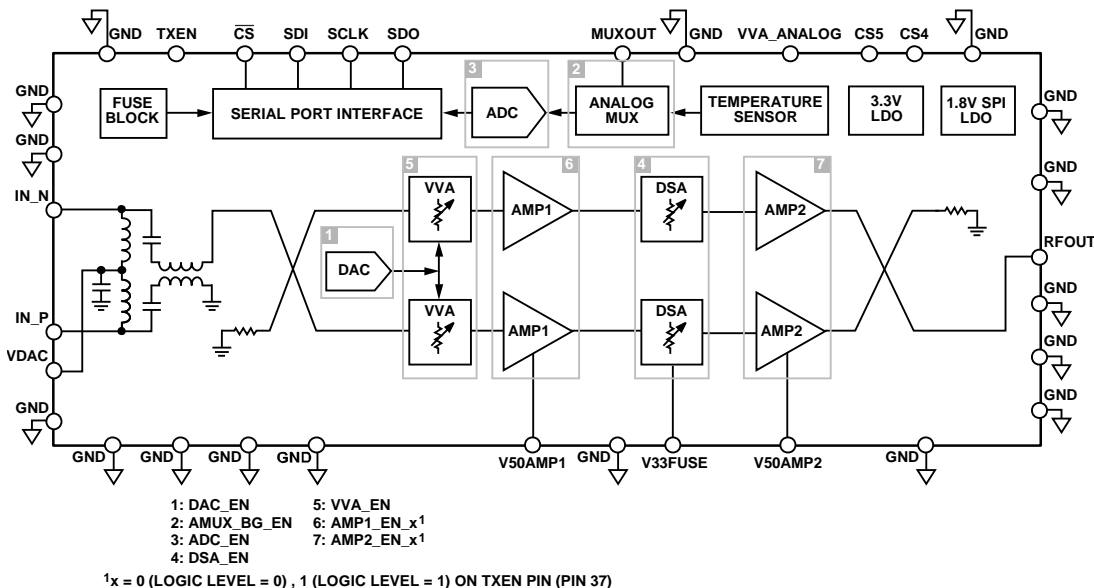 GND
TXEN
CS
SDI
SCLK
SDO
MUXOUT
GND
VVA_ANALOG
CS5
CS4
GND
GND
GND
IN_N
IN_P
VDAC
GND
FUSE
BLOCK
SERIAL PORT INTERFACE
3
ADC
2
ANALOG
MUX
TEMPERATURE
SENSOR
3.3V
LDO
1.8V SPI
LDO
1
DAC
5
VVA
VVA
6
AMP1
AMP1
4
DSA
DSA
7
AMP2
AMP2
GND
GND
RFOUT
GND
GND
GND
GND
GND
GND
GND
V50AMP1
GND
V33FUSE
V50AMP2
GND
1: DAC_EN
2: AMUX_BG_EN
3: ADC_EN
4: DSA_EN
5: VVA_EN
6: AMP1_EN_x1
7: AMP2_EN_x1
1x = 0 (LOGIC LEVEL = 0) , 1 (LOGIC LEVEL = 1) ON TXEN PIN (PIN 37)